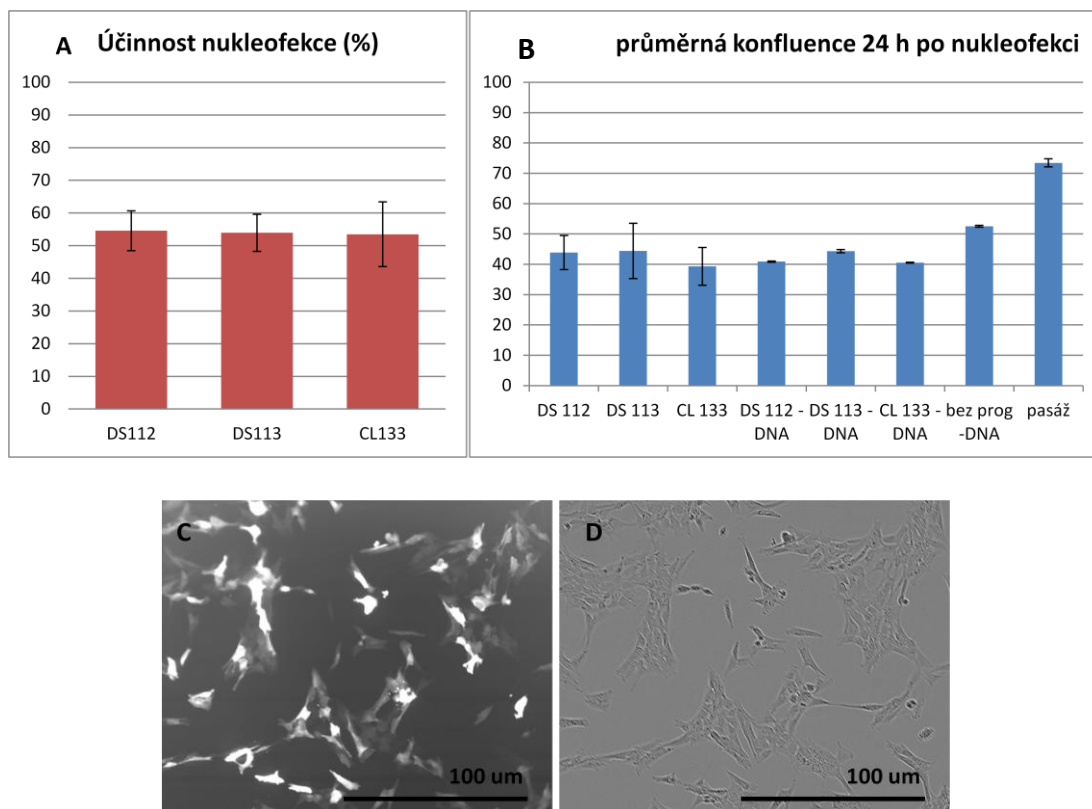 A Účinnost nukleofekce (%)
100
90
80
70
60
50
40
30
20
10
0
DS112 DS113 CL133
B průměrná konfluence 24 h po nukleofekci
100
90
80
70
60
50
40
30
20
10
0
DS 112 DS 113 CL 133 DS 112 - DS 113 - CL 133 - bez prog pasáž
DNA DNA DNA -DNA
C
100 um
D
100 um